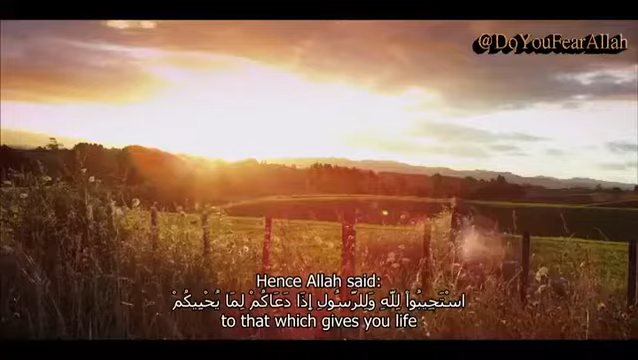 @DoYouFearAllah
Hence Allah said:
اسْتَجِيبُواْ لِلّهِ وَلِلرَّسُولِ إِذَا دَعَاكُمْ لِمَا يُحْيِيكُمْ
to that which gives you life